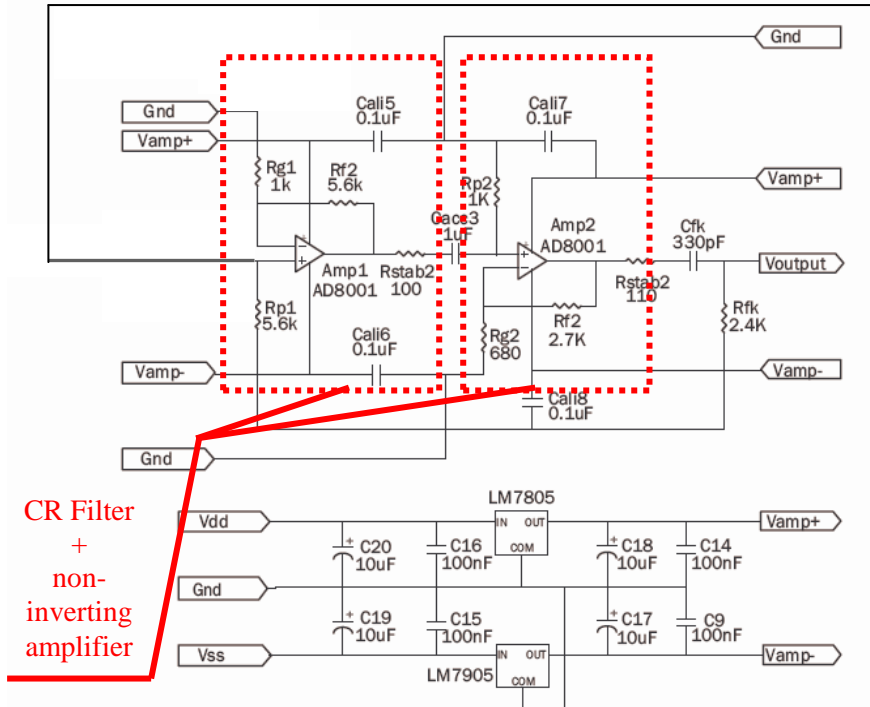 Gnd
Cali5
0.1uF
Cali7
0.1uF
Gnd
Vamp+
Rg1
1k
Rf2
5.6k
Rp2
1K
Vamp+
Cacc3
1uF
Amp2
AD8001
Cfk
330pF
Amp1
AD8001
Rstab2
100
Rstab2
110
Voutput
Rp1
5.6k
Cali6
0.1uF
Rg2
680
Rf2
2.7K
Rfk
2.4K
Vamp-
Vamp-
Cali8
0.1uF
Gnd
CR Filter
+
non-
inverting
amplifier
LM7805
Vdd
IN OUT
COM
Vamp+
C20
10uF
C16
100nF
C18
10uF
C14
100nF
Gnd
C19
10uF
C15
100nF
C17
10uF
C9
100nF
Vss
IN OUT
COM
Vamp-
LM7905